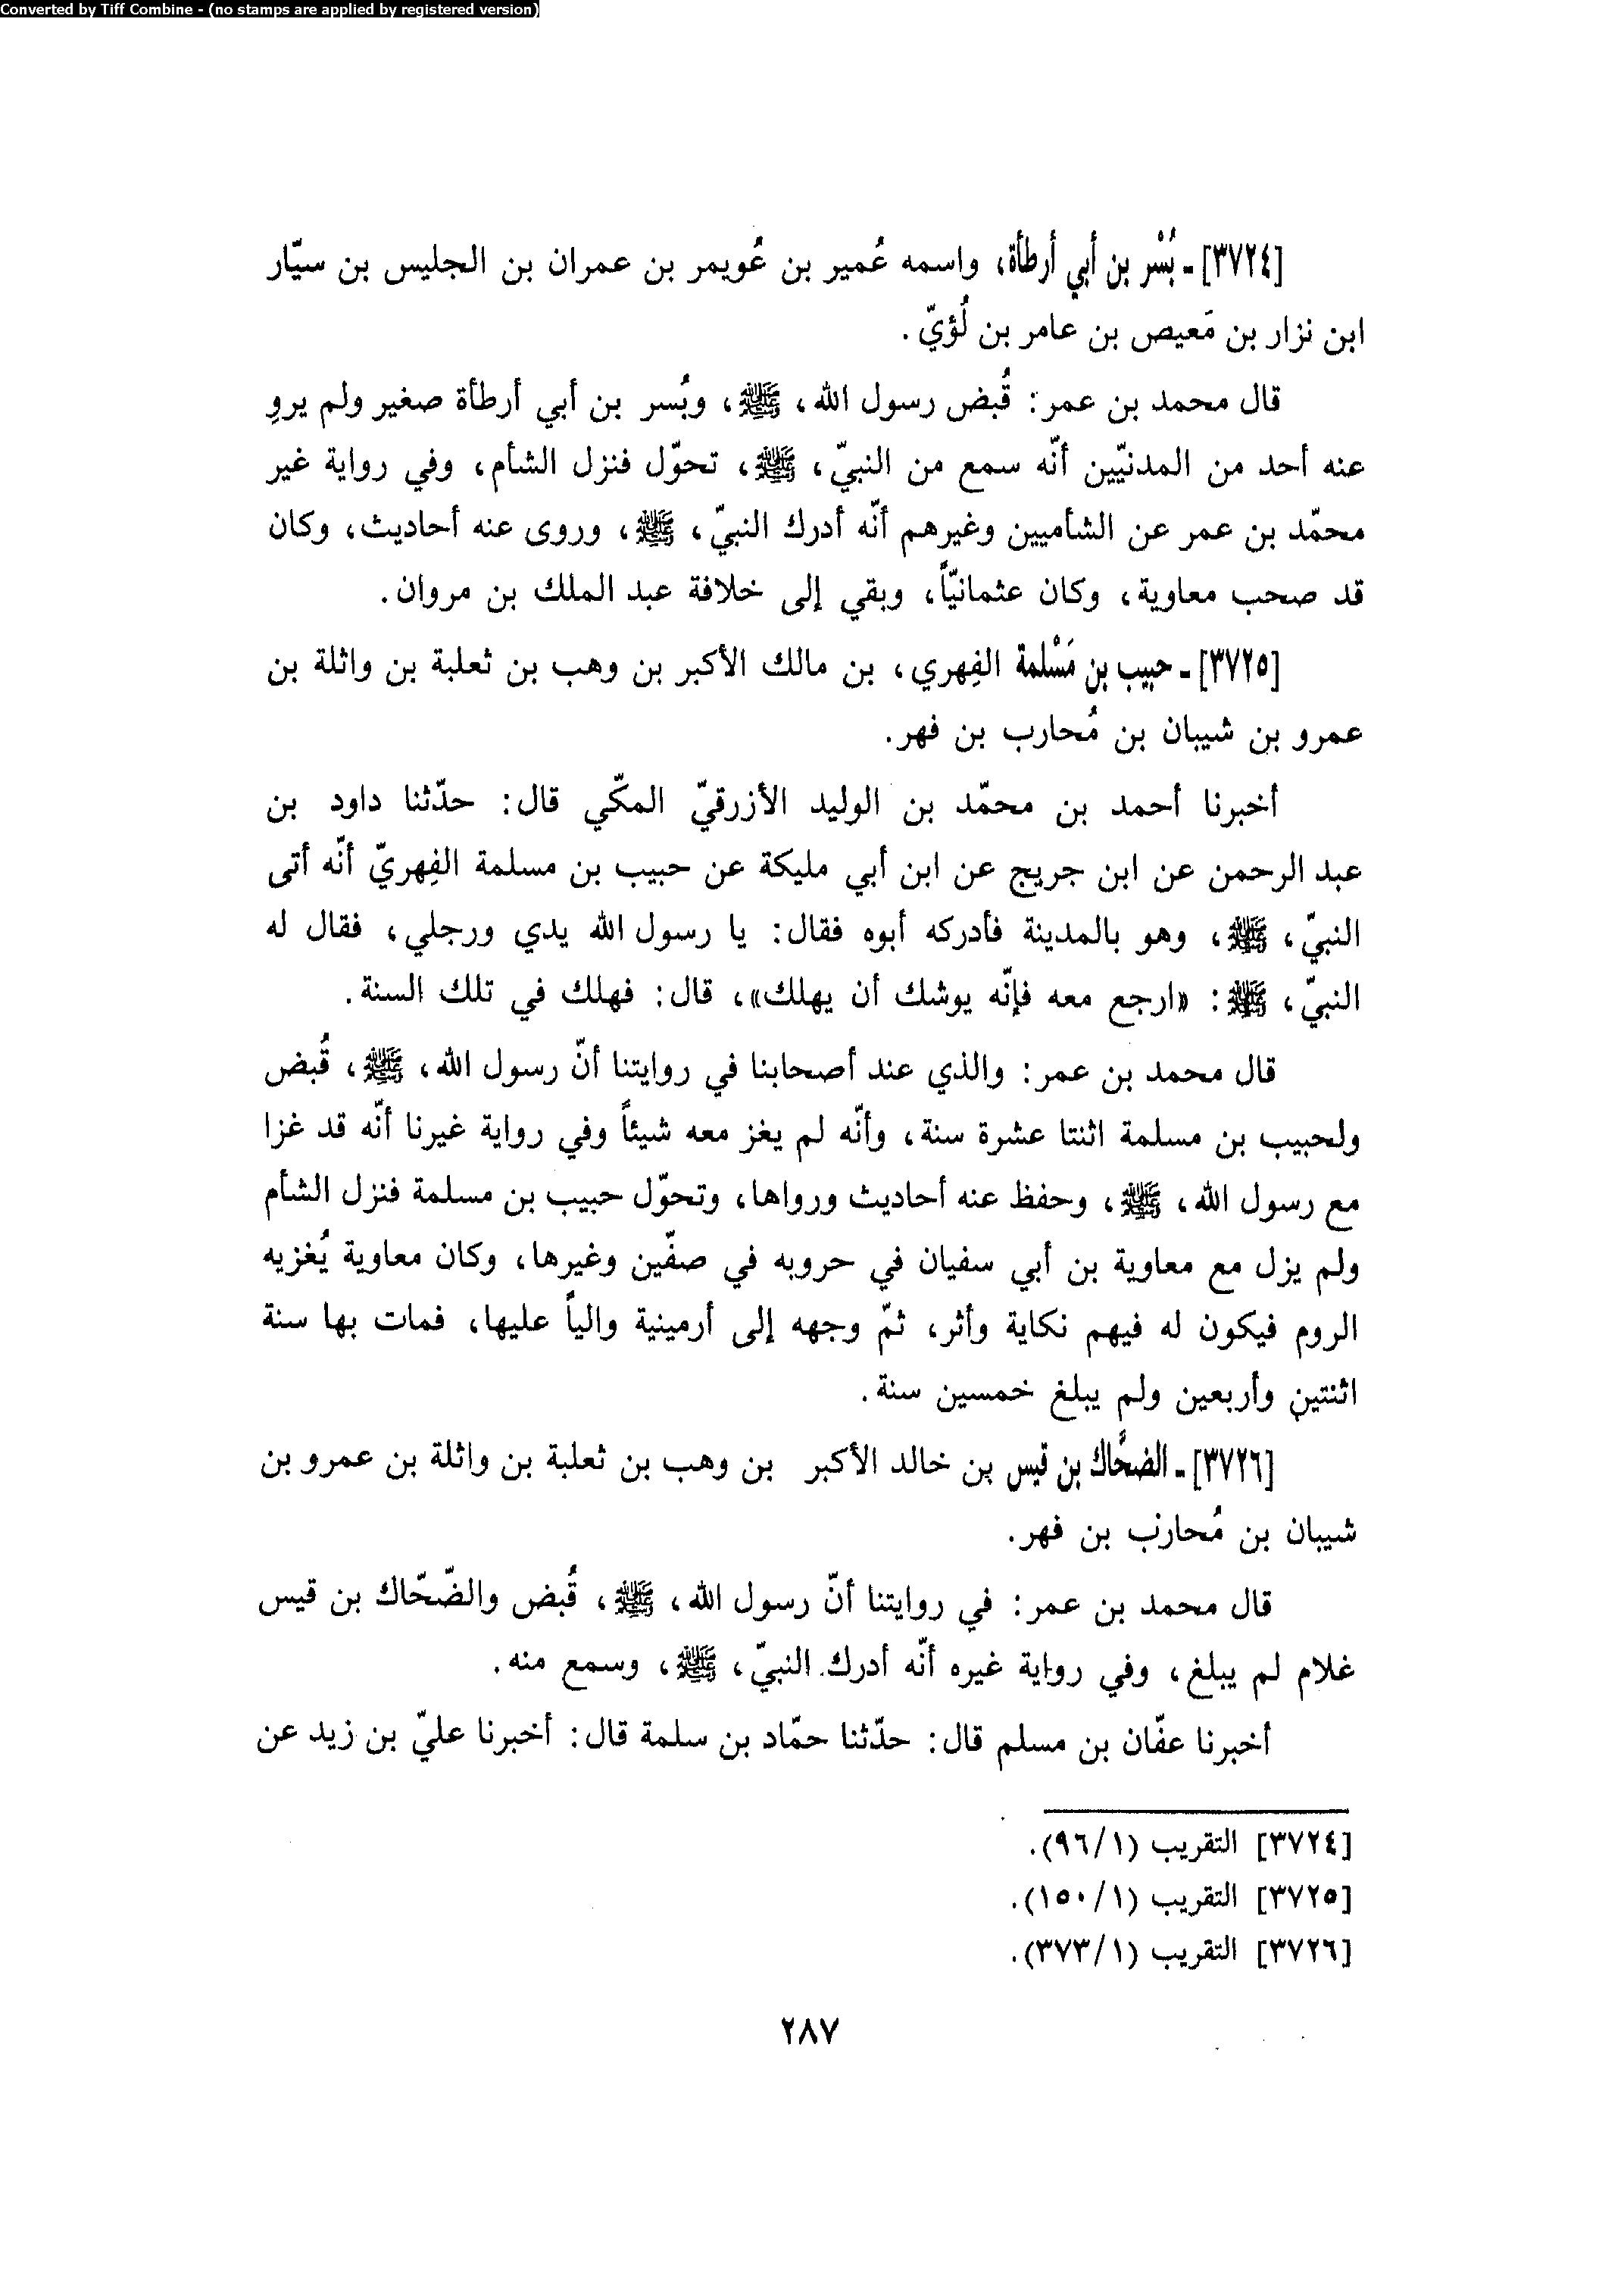 Converted by Tiff Combine - (no stamps are applied by registered version)
[٣٧٢٤] ـ بُسْر بن أبي أرطأة، واسمه عُمير بن عُويمر بن عمران بن الجليس بن سيّار
ابن نزار بن مَعيص بن عامر بن لُؤيّ.
قال محمد بن عمر: قُبض رسول الله، ﷺ، وبُسر بن أبي أرطأة صغير ولم يروِ
عنه أحد من المدنيّين أنّه سمع من النبيّ، ﷺ، تحوّل فنزل الشأم، وفي رواية غير
محمّد بن عمر عن الشأميين وغيرهم أنّه أدرك النبيّ، ﷺ، وروى عنه أحاديث، وكان
قد صحب معاوية، وكان عثمانيّاً، وبقي إلى خلافة عبد الملك بن مروان.
[٣٧٢٥] ـ حبيب بن مَسْلمة الفِهري، بن مالك الأكبر بن وهب بن ثعلبة بن واثلة بن
عمرو بن شيبان بن مُحارب بن فهر.
أخبرنا أحمد بن محمّد بن الوليد الأزرقيّ المكّي قال: حدّثنا داود بن
عبد الرحمن عن ابن جريج عن ابن أبي مليكة عن حبيب بن مسلمة الفِهريّ أنّه أتى
النبيّ، ﷺ، وهو بالمدينة فأدركه أبوه فقال: يا رسول الله يدي ورجلي، فقال له
النبيّ، ﷺ: «ارجع معه فإنّه يوشك أن يهلك»، قال: فهلك في تلك السنة.
قال محمد بن عمر: والذي عند أصحابنا في روايتنا أنّ رسول الله، ﷺ، قُبض
ولحبيب بن مسلمة اثنتا عشرة سنة، وأنّه لم يغز معه شيئاً وفي رواية غيرنا أنّه قد غزا
مع رسول الله، ﷺ، وحفظ عنه أحاديث ورواها، وتحوّل حبيب بن مسلمة فنزل الشأم
ولم يزل مع معاوية بن أبي سفيان في حروبه في صفّين وغيرها، وكان معاوية يُغزيه
الروم فيكون له فيهم نكاية وأثر، ثمّ وجهه إلى أرمينية والياً عليها، فمات بها سنة
اثنتين وأربعين ولم يبلغ خمسين سنة.
[٣٧٢٦] ـ الضحّاك بن قيس بن خالد الأكبر بن وهب بن ثعلبة بن واثلة بن عمرو بن
شيبان بن مُحارب بن فهر.
قال محمد بن عمر: في روايتنا أنّ رسول الله، ﷺ، قُبض والضّحّاك بن قيس
غلام لم يبلغ، وفي رواية غيره أنّه أدرك النبيّ، ﷺ، وسمع منه.
أخبرنا عفّان بن مسلم قال: حدّثنا حمّاد بن سلمة قال: أخبرنا عليّ بن زيد عن
[٣٧٢٤] التقريب (٩٦/١).
[٣٧٢٥] التقريب (١٥٠/١).
[٣٧٢٦] التقريب (٣٧٣/١).
٢٨٧